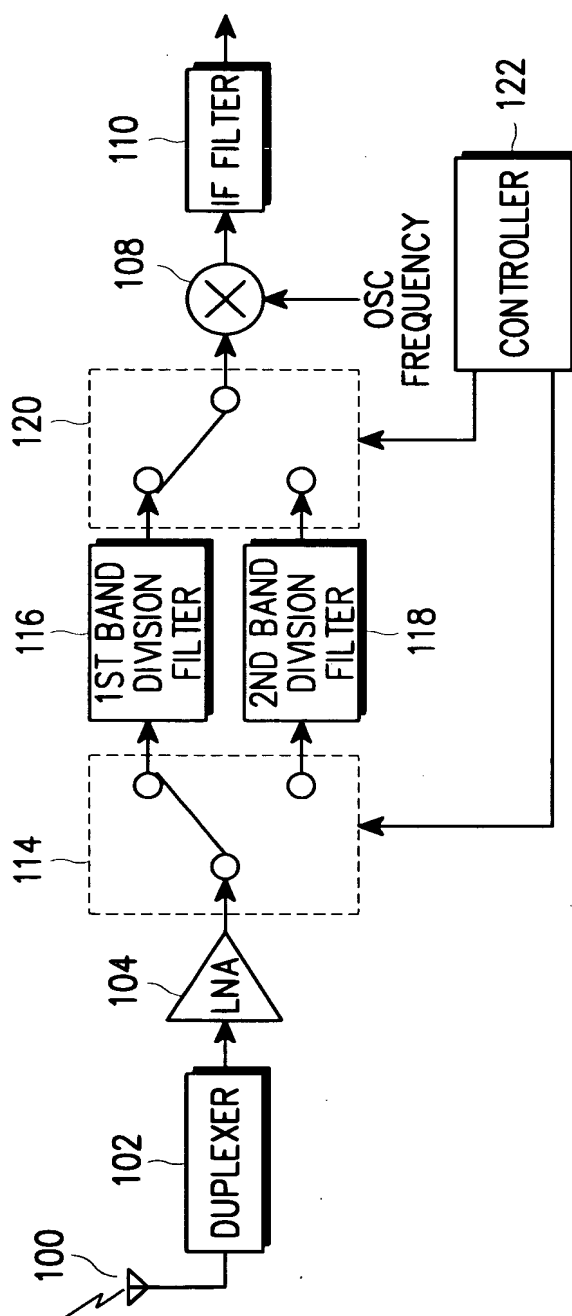 100
102
DUPLEXER
104
LNA
114
116
1ST BAND
DIVISION
FILTER
2ND BAND
DIVISION
FILTER
118
120
108
OSC
FREQUENCY
110
IF FILTER
CONTROLLER
122